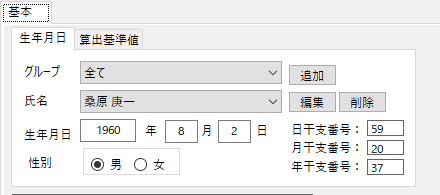 基本
生年月日 算出基準値
グループ 全て 追加
氏名 桑原 庚一 編集 削除
生年月日 1960 年 8 月 2 日 日干支番号： 59
月干支番号： 20
性別 男 女 年干支番号： 37